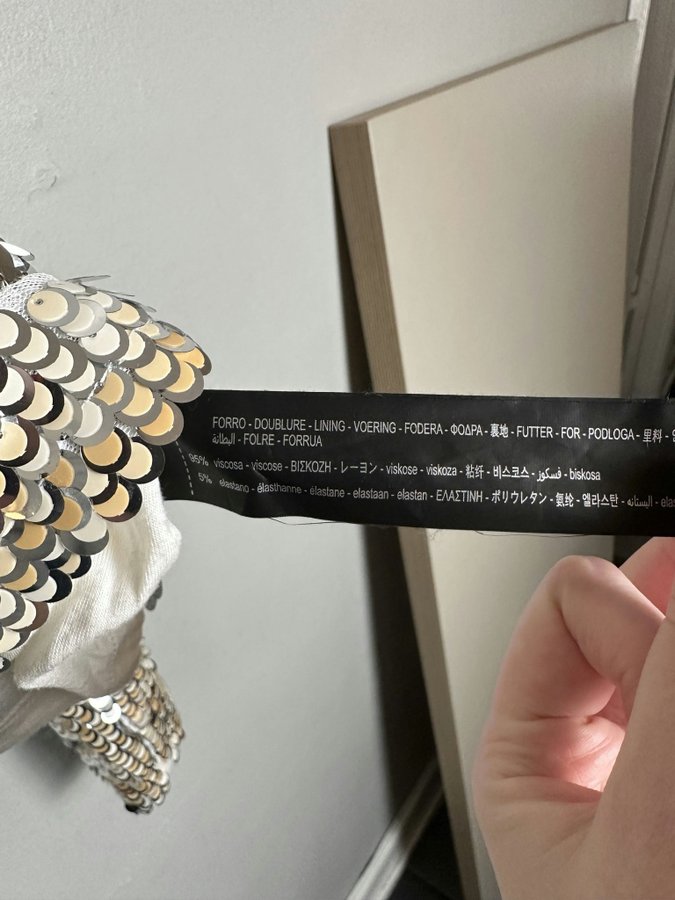 FORRO - DOUBLURE - LINING - VOERING - FODERA - ΦΟΔΡΑ - 裏地 - FUTTER - FOR - PODLOGA - 里料 -
البطانة - FOLRE - FORRUA
95% viscosa - viscose - ΒΙΣΚΟΖΗ - レーヨン - viskose - viskoza - 粘纤 - 비스코스 - فسكوز - biskosa
5% elastano - élasthanne - élastane - elastaan - elastan - ΕΛΑΣΤΙΝΗ - ポリウレタン - 氨纶 - 엘라스탄 - اليستانه -